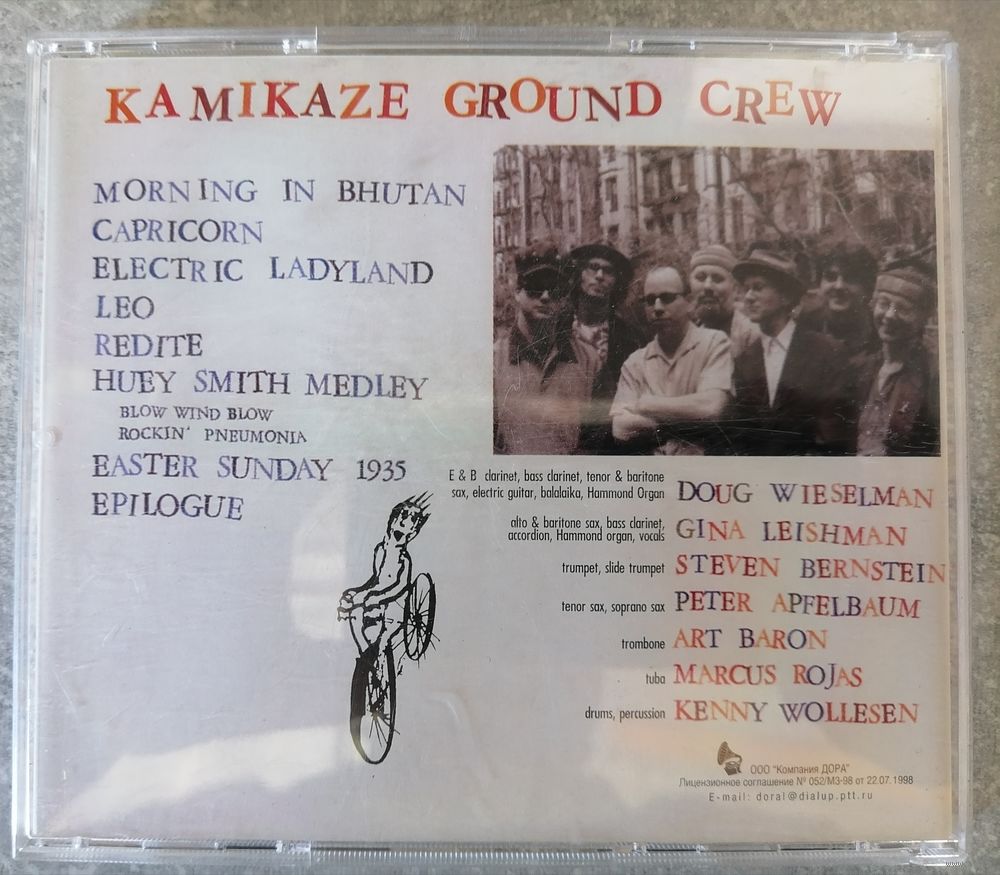 KAMIKAZE GROUND CREW
MORNING IN BHUTAN
CAPRICORN
ELECTRIC LADYLAND
LEO
REDITE
HUEY SMITH MEDLEY
BLOW WIND BLOW
ROCKIN' PNEUMONIA
EASTER SUNDAY 1935
EPILOGUE
E & B clarinet, bass clarinet, tenor & baritone
sax, electric guitar, balalaika, Hammond Organ
DOUG WIESELMAN
alto & baritone sax, bass clarinet,
accordion, Hammond organ, vocals
GINA LEISHMAN
trumpet, slide trumpet STEVEN BERNSTEIN
tenor sax, soprano sax PETER APFELBAUM
trombone ART BARON
tuba MARCUS ROJAS
drums, percussion KENNY WOLLESEN
ООО "Компания ДОРА"
Лицензионное соглашение № 052/МЗ-98 от 22.07.1998
E-mail: doral@dialup.ptt.ru